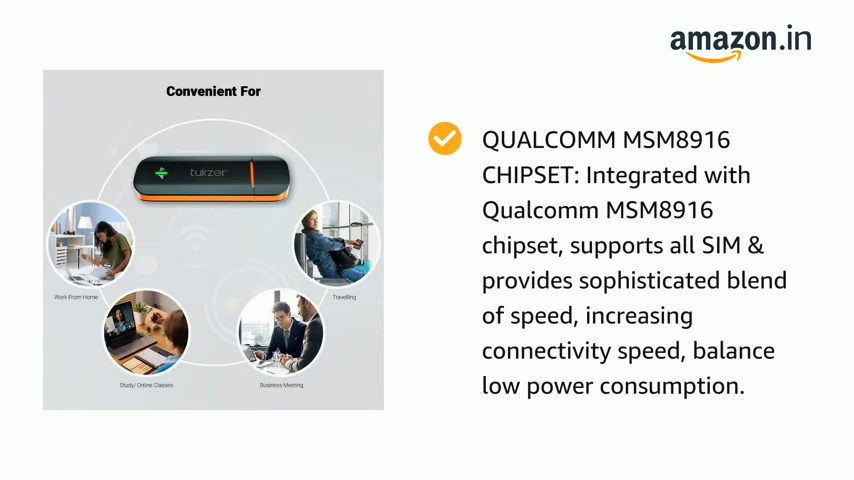 amazon.in
Convenient For
tukzer
Work From Home
Travelling
Study/ Online Classes
Business Meeting
QUALCOMM MSM8916
CHIPSET: Integrated with
Qualcomm MSM8916
chipset, supports all SIM &
provides sophisticated blend
of speed, increasing
connectivity speed, balance
low power consumption.